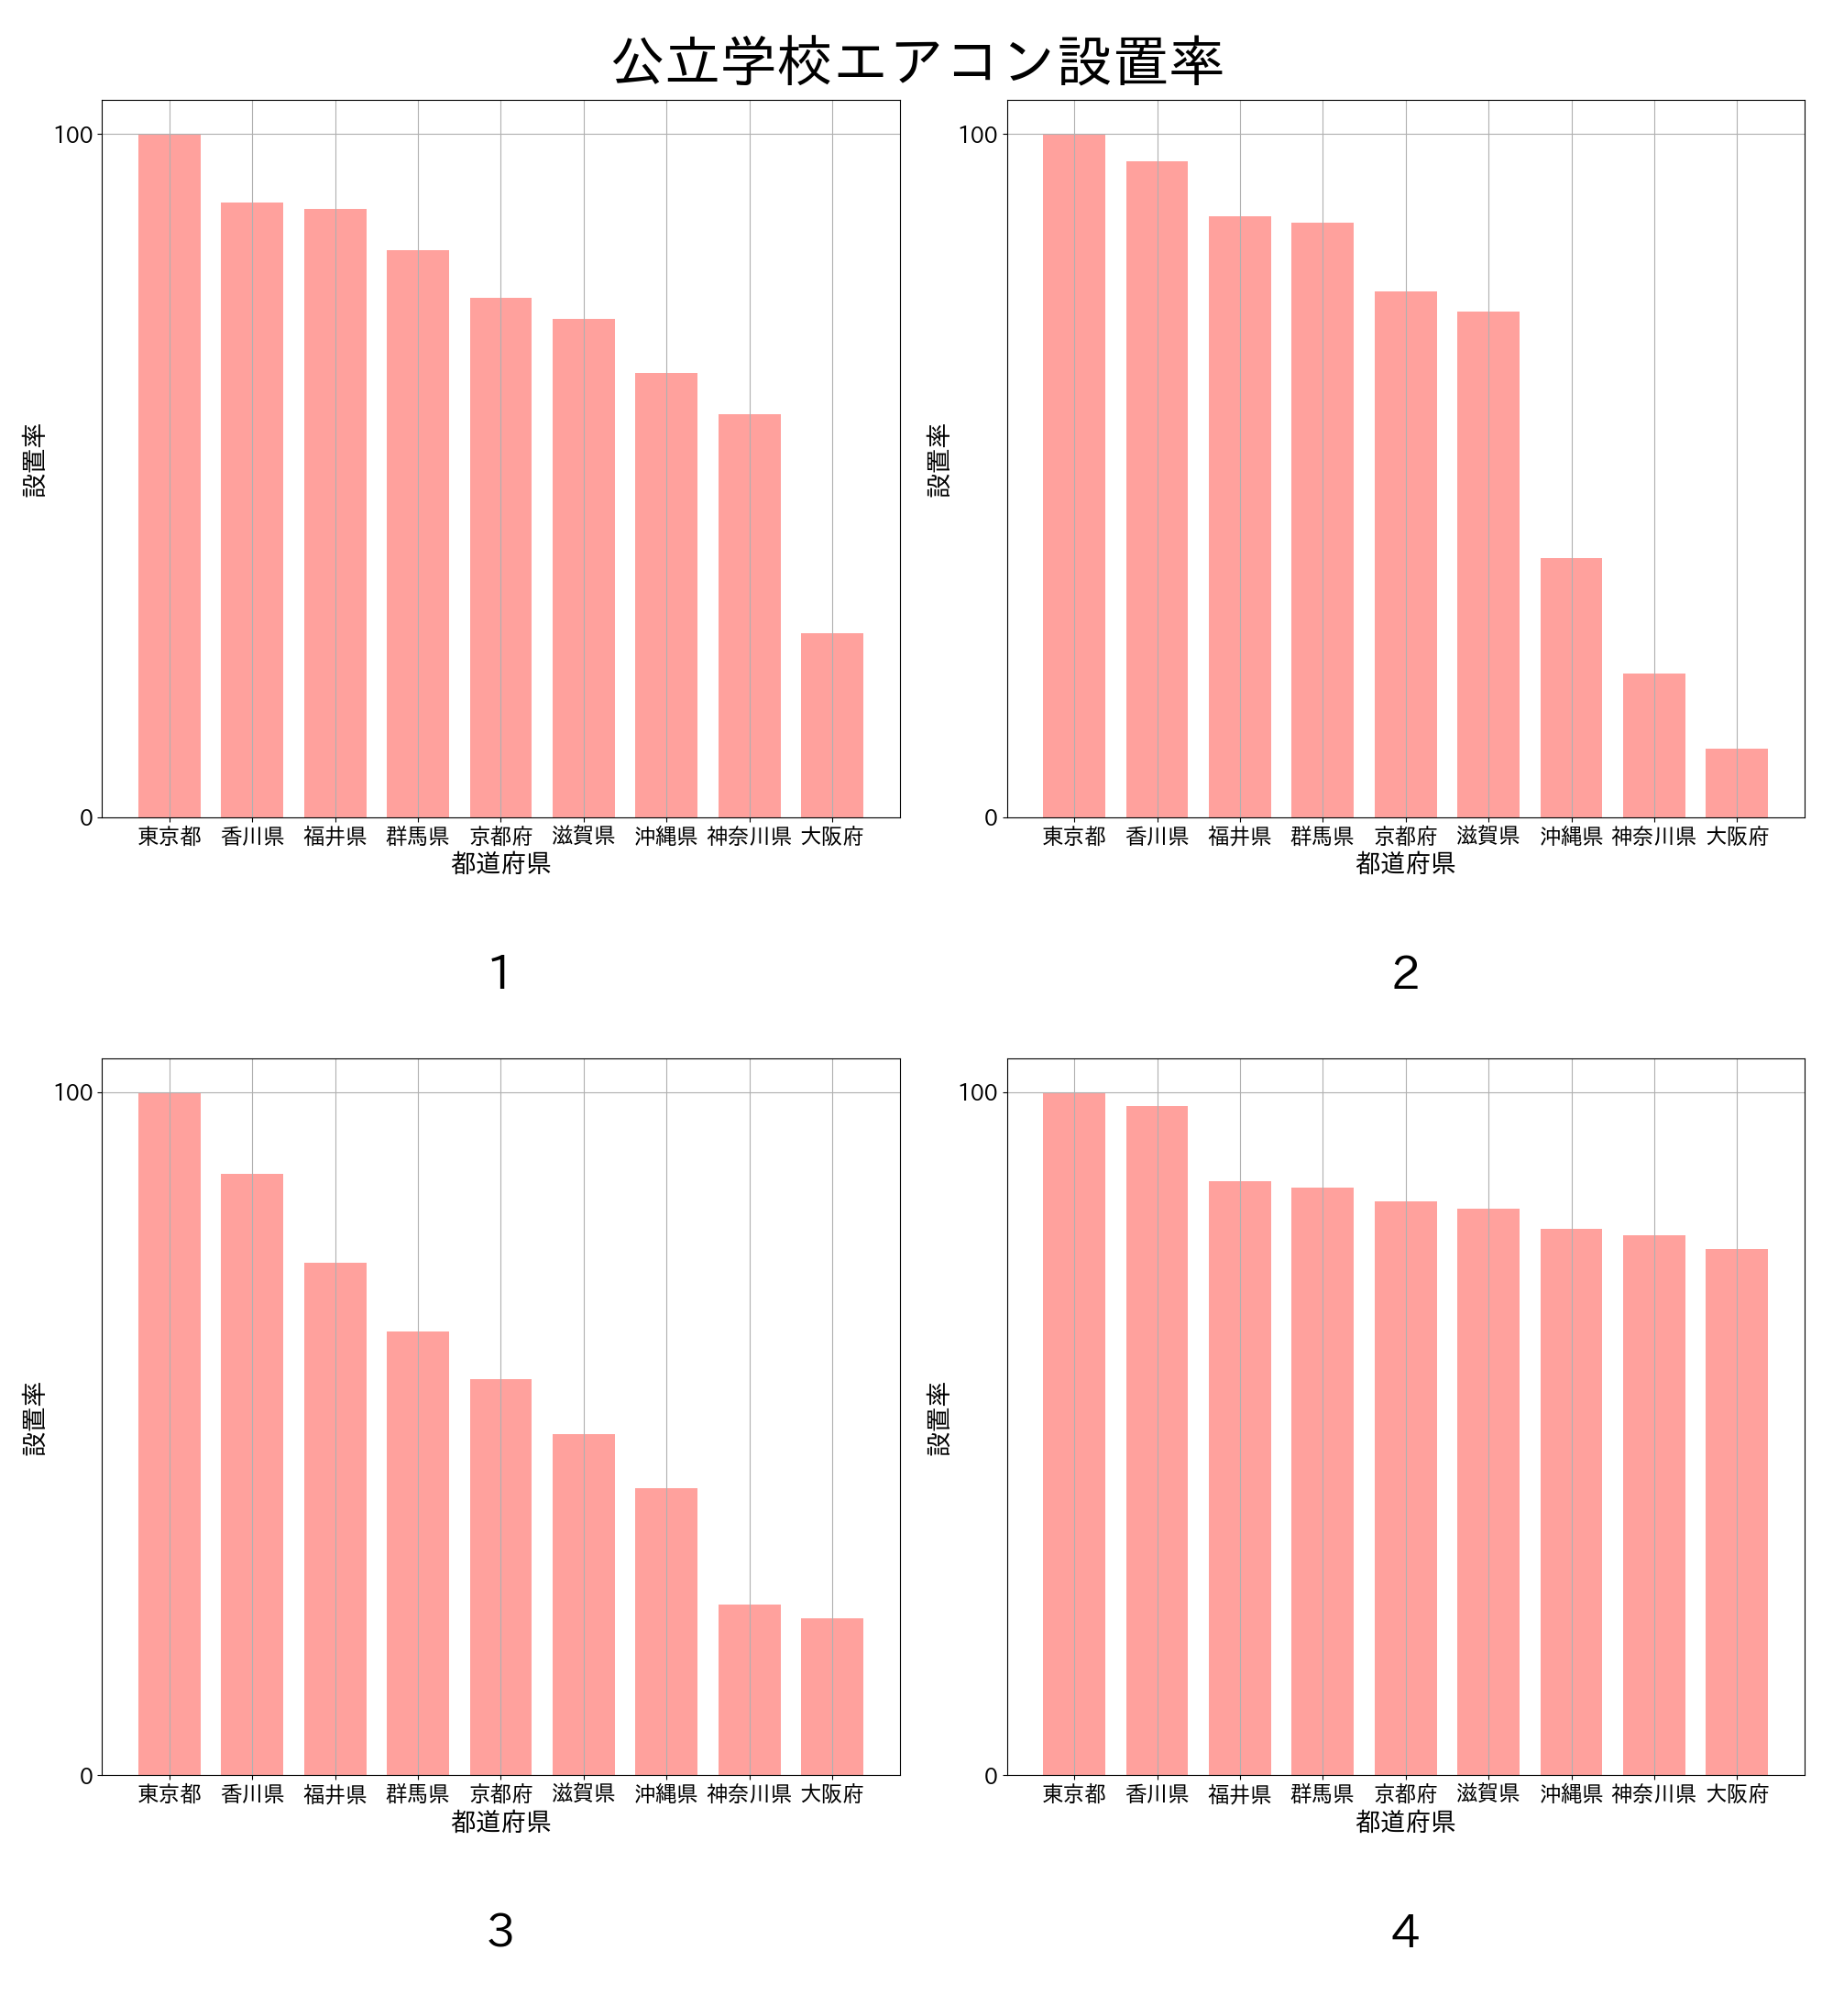 公立学校エアコン設置率
100
設置率
0
東京都 香川県 福井県 群馬県 京都府 滋賀県 沖縄県 神奈川県 大阪府
都道府県
1
100
設置率
0
東京都 香川県 福井県 群馬県 京都府 滋賀県 沖縄県 神奈川県 大阪府
都道府県
2
100
設置率
0
東京都 香川県 福井県 群馬県 京都府 滋賀県 沖縄県 神奈川県 大阪府
都道府県
3
100
設置率
0
東京都 香川県 福井県 群馬県 京都府 滋賀県 沖縄県 神奈川県 大阪府
都道府県
4